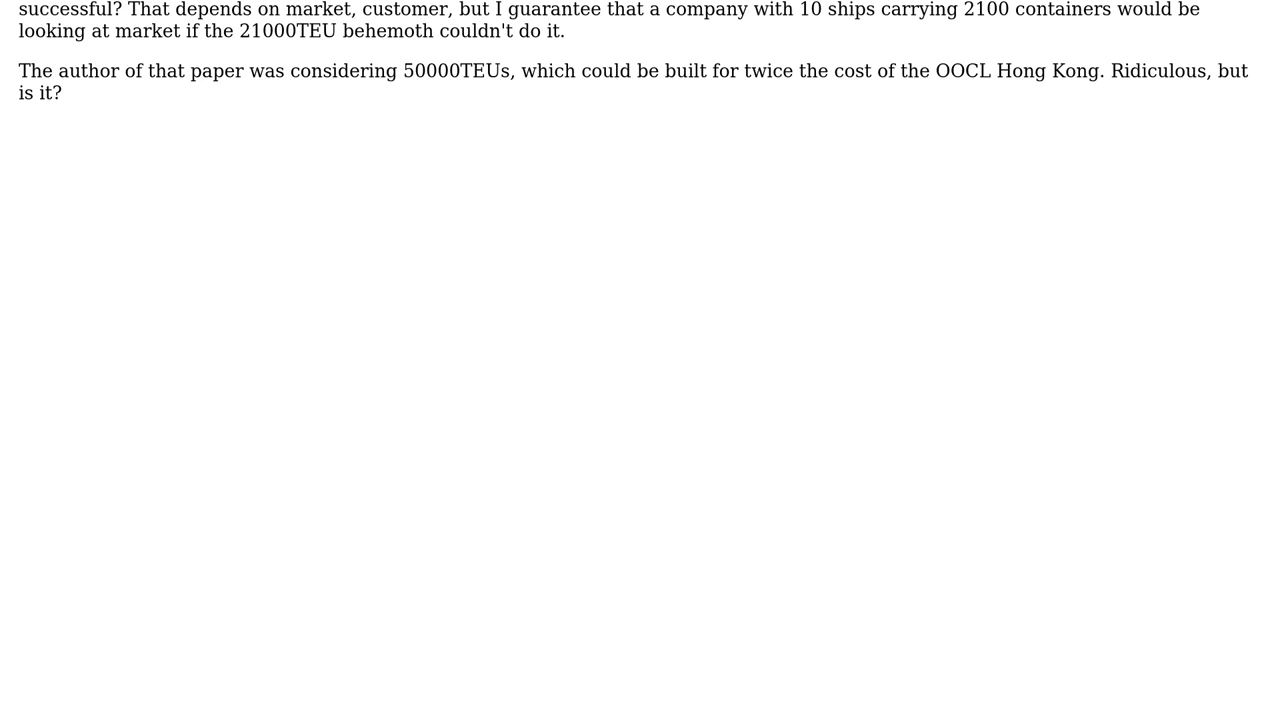 successful? That depends on market, customer, but I guarantee that a company with 10 ships carrying 2100 containers would be
looking at market if the 21000TEU behemoth couldn't do it.
The author of that paper was considering 50000TEUs, which could be built for twice the cost of the OOCL Hong Kong. Ridiculous, but
is it?